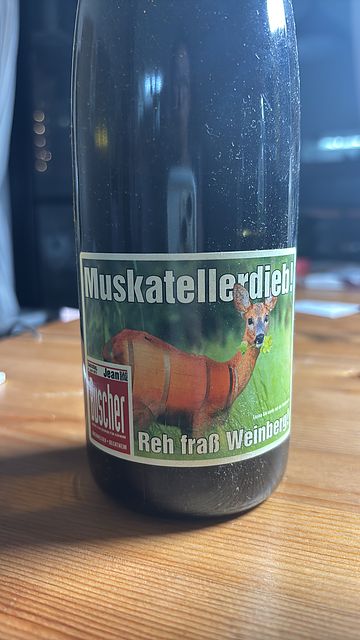 Muskatellerdieb!
Jean
Buscher
Reh fraß Weinberg!